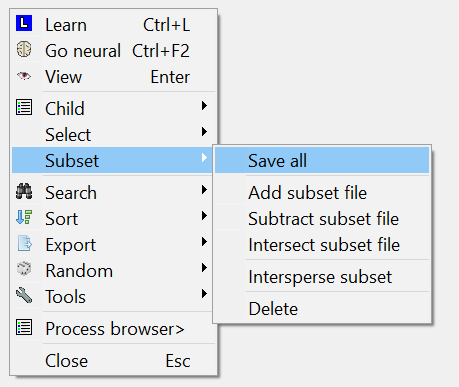 L Learn Ctrl+L
Go neural Ctrl+F2
View Enter
Child
Select
Subset
Save all
Add subset file
Subtract subset file
Intersect subset file
Intersperse subset
Delete
Search
Sort
Export
Random
Tools
Process browser>
Close Esc